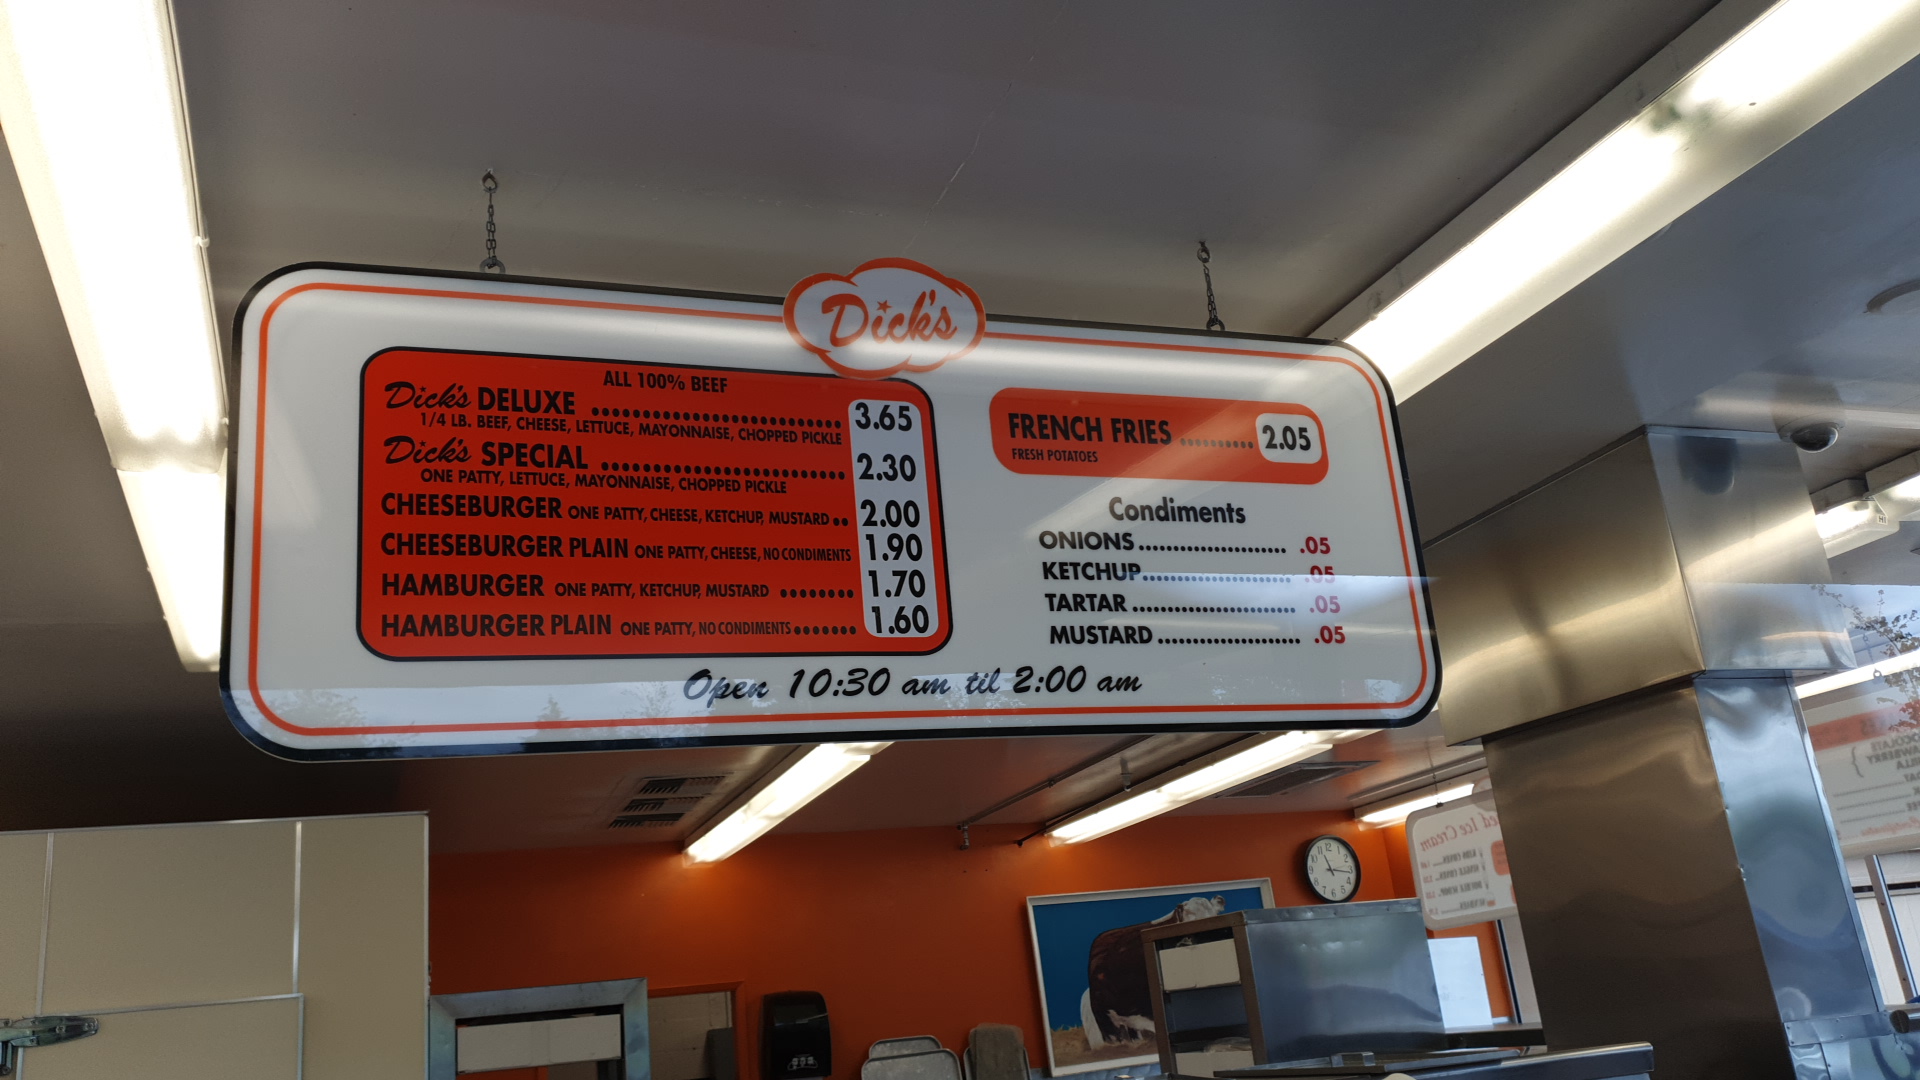 Dick's
ALL 100% BEEF
Dick's DELUXE ........................ 3.65
1/4 LB. BEEF, CHEESE, LETTUCE, MAYONNAISE, CHOPPED PICKLE
Dick's SPECIAL ........................ 2.30
ONE PATTY, LETTUCE, MAYONNAISE, CHOPPED PICKLE
CHEESEBURGER ONE PATTY, CHEESE, KETCHUP, MUSTARD .. 2.00
CHEESEBURGER PLAIN ONE PATTY, CHEESE, NO CONDIMENTS 1.90
HAMBURGER ONE PATTY, KETCHUP, MUSTARD ........ 1.70
HAMBURGER PLAIN ONE PATTY, NO CONDIMENTS ....... 1.60
FRENCH FRIES .......... 2.05
FRESH POTATOES
Condiments
ONIONS ...................... .05
KETCHUP ...................... .05
TARTAR ...................... .05
MUSTARD ...................... .05
Open 10:30 am til 2:00 am